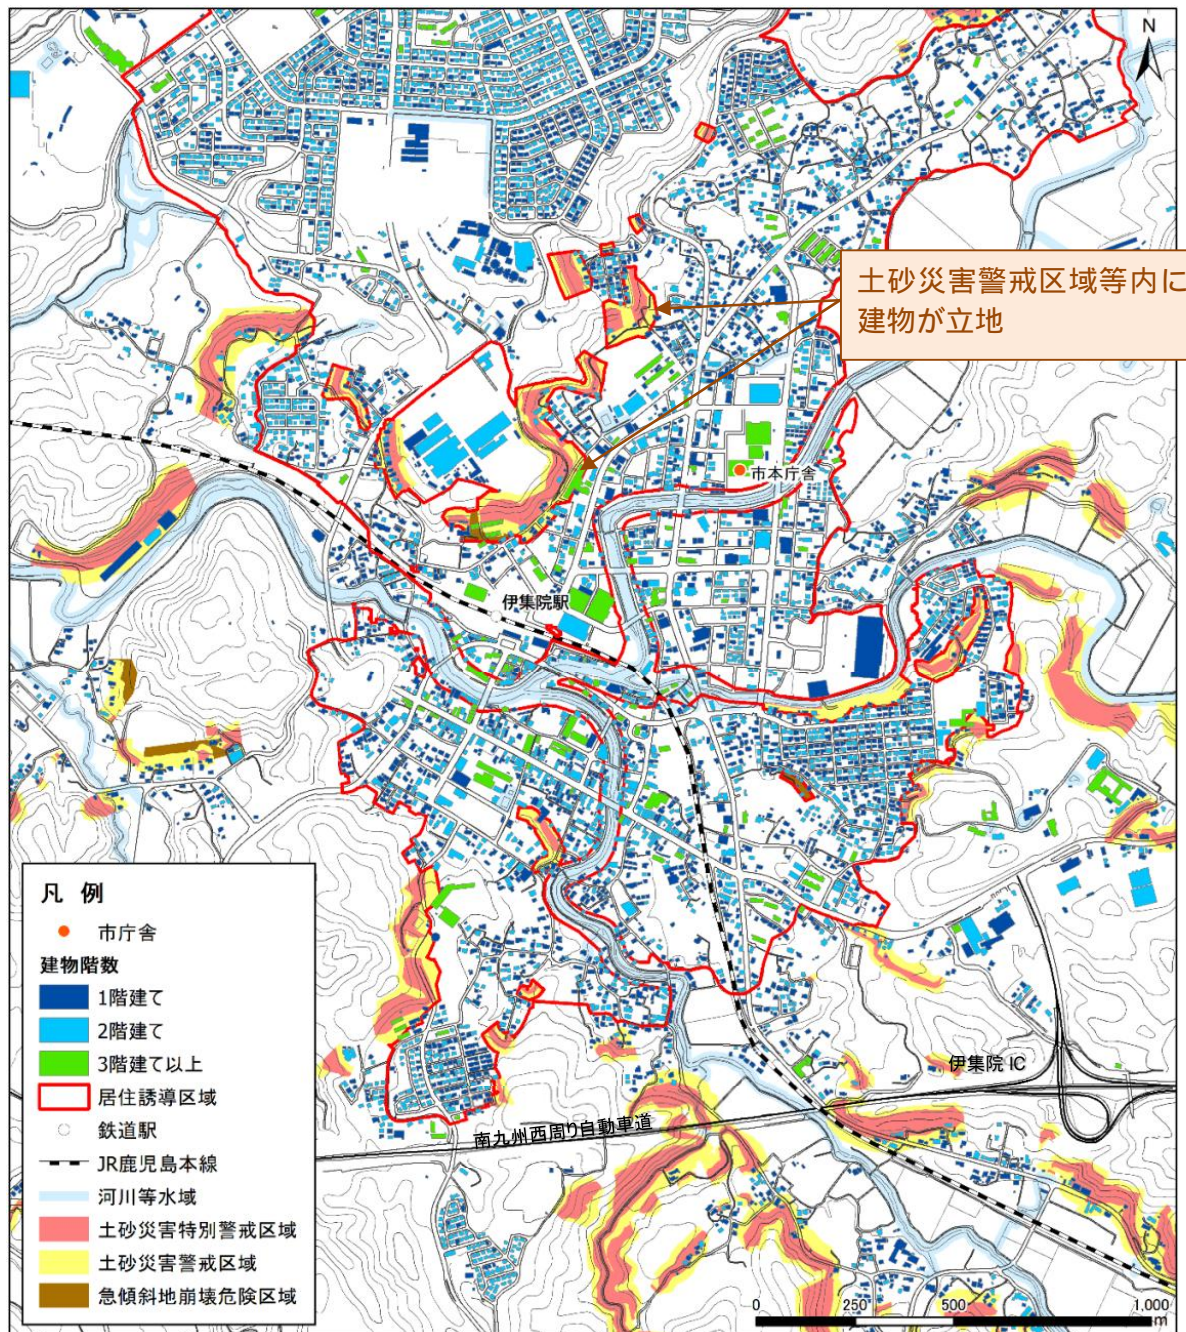 N
土砂災害警戒区域等内に
建物が立地
市本庁舎
伊集院駅
伊集院 IC
南九州西周り自動車道
凡 例
市庁舎
建物階数
1階建て
2階建て
3階建て以上
居住誘導区域
鉄道駅
JR鹿児島本線
河川等水域
土砂災害特別警戒区域
土砂災害警戒区域
急傾斜地崩壊危険区域
0 250 500 1,000
m